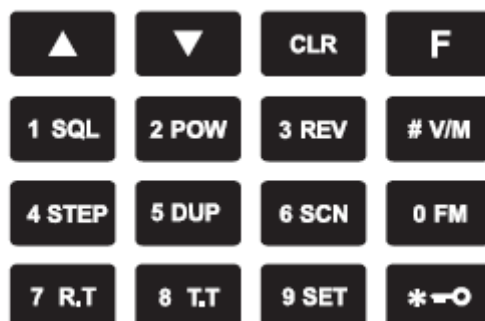 ▲ ▼ CLR F
1 SQL 2 POW 3 REV # V/M
4 STEP 5 DUP 6 SCN 0 FM
7 R.T 8 T.T 9 SET *